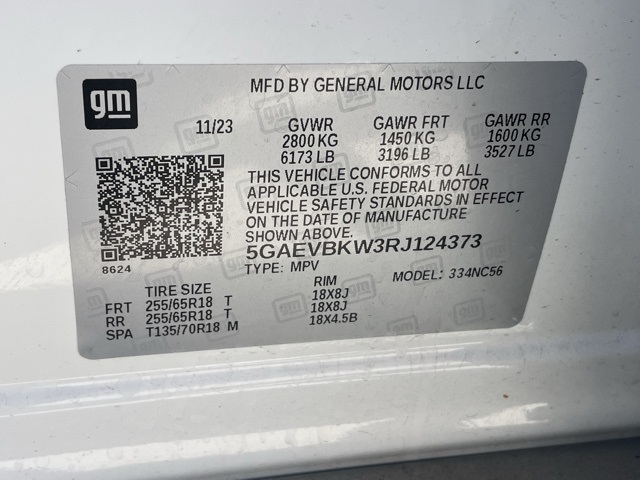 gm
MFD BY GENERAL MOTORS LLC
11/23 GVWR GAWR FRT GAWR RR
2800 KG 1450 KG 1600 KG
6173 LB 3196 LB 3527 LB
THIS VEHICLE CONFORMS TO ALL
APPLICABLE U.S. FEDERAL MOTOR
VEHICLE SAFETY STANDARDS IN EFFECT
ON THE DATE OF MANUFACTURE
SHOWN ABOVE.
8624
5GAEVBKW3RJ124373
TYPE: MPV MODEL: 334NC56
TIRE SIZE RIM
FRT 255/65R18 T 18X8J
RR 255/65R18 T 18X8J
SPA T135/70R18 M 18X4.5B